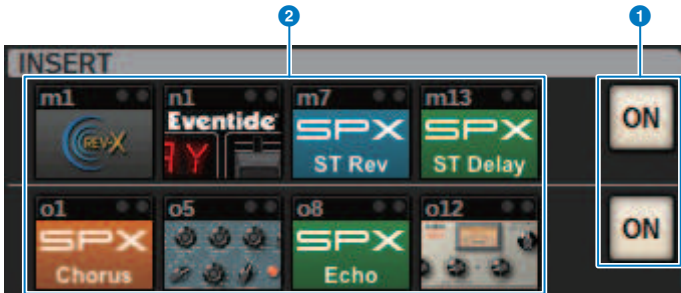 2
1
INSERT
m1
n1
m7
m13
REV-X
Eventide
SPX
ST Rev
SPX
ST Delay
ON
o1
o5
o8
o12
SPX
Chorus
SPX
Echo
ON